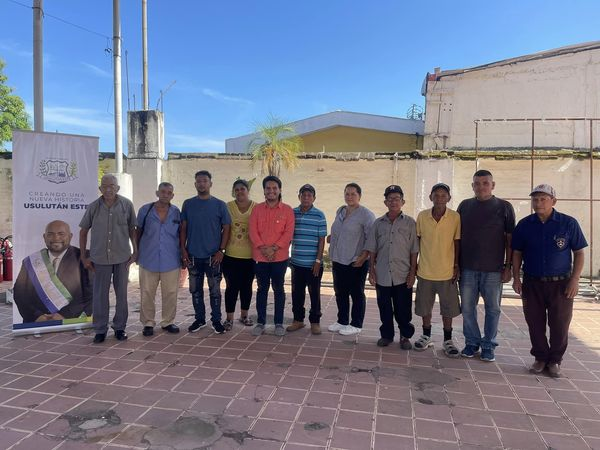 CREANDO UNA
NUEVA HISTORIA
USULUTÁN ESTE